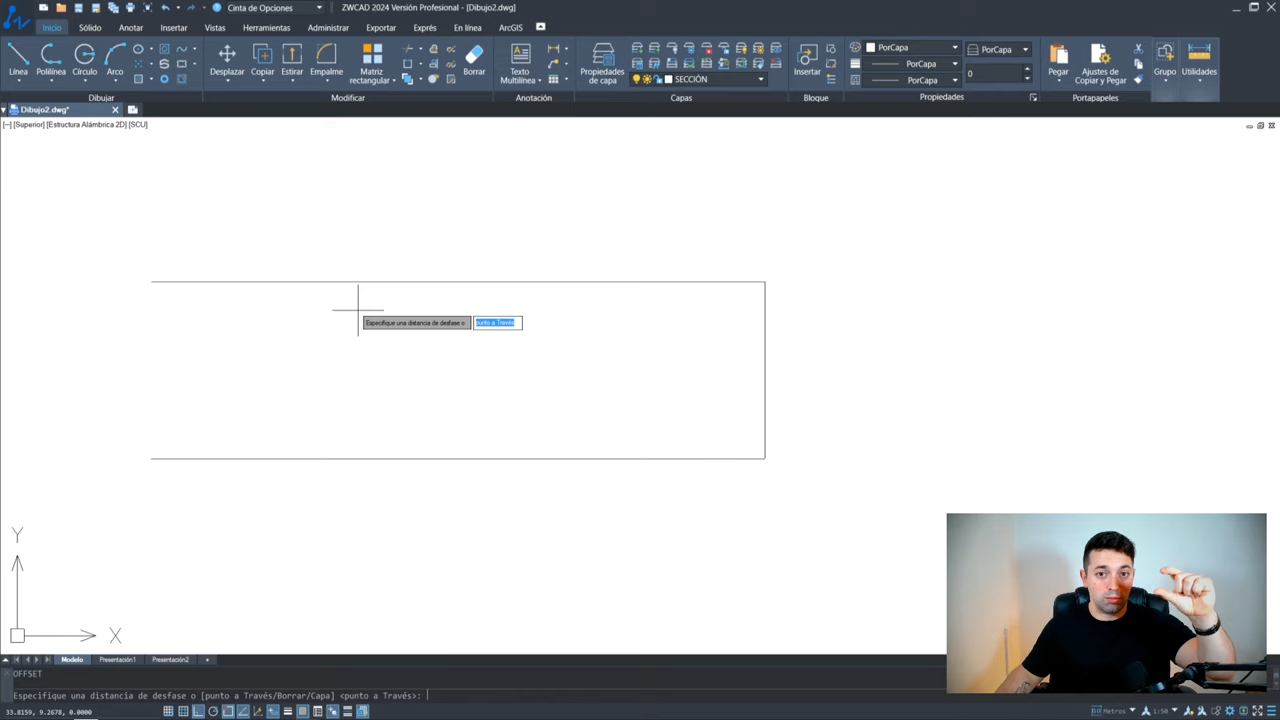 Cinta de Opciones
ZWCAD 2024 Versión Profesional - [Dibujo2.dwg]
Inicio Sólido Anotar Insertar Vistas Herramientas Administrar Exportar Exprés En línea ArcGIS
Línea Polilínea Círculo Arco Desplazar Copiar Estirar Empalme Matriz rectangular Borrar Texto Multilínea Propiedades de capa SECCIÓN Insertar PorCapa PorCapa PorCapa PorCapa 0 Pegar Ajustes de Copiar y Pegar Grupo Utilidades
Dibujar Modificar Anotación Capas Bloque Propiedades Portapapeles
Dibujo2.dwg*
[−] [Superior] [Estructura Alámbrica 2D] [SCU]
Especifique una distancia de desfase o punto a Través
Y
X
Modelo Presentación1 Presentación2 +
OFFSET
Especifique una distancia de desfase o [punto a Través/Borrar/Capa] <punto a Través>:
33.8159, 9.2678, 0.0000 Metros 1:50